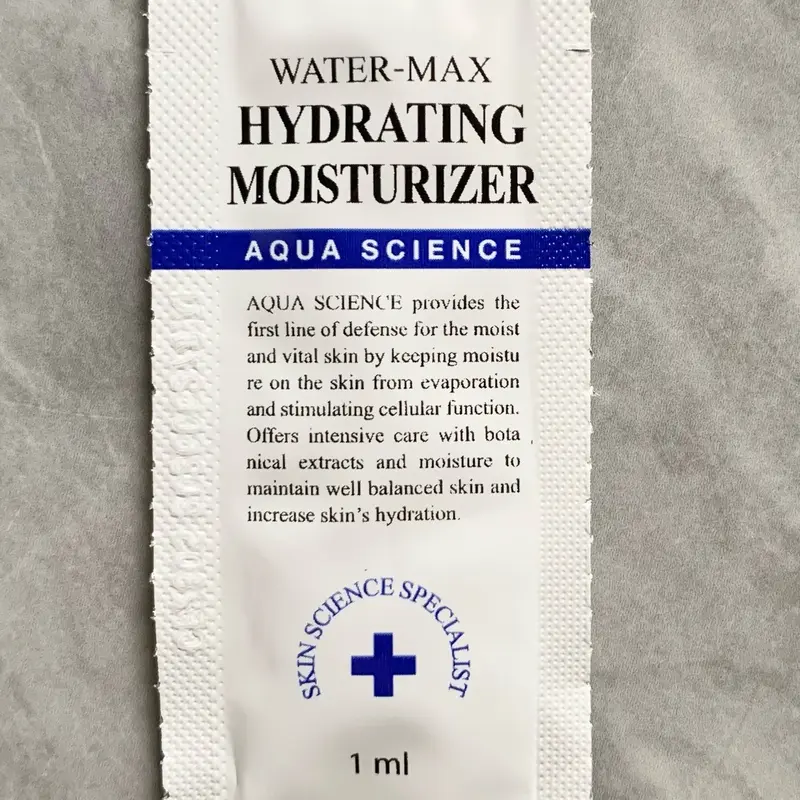 WATER-MAX
HYDRATING
MOISTURIZER
AQUA SCIENCE
AQUA SCIENCE provides the
first line of defense for the moist
and vital skin by keeping moistu
re on the skin from evaporation
and stimulating cellular function.
Offers intensive care with bota
nical extracts and moisture to
maintain well balanced skin and
increase skin's hydration.
SKIN SCIENCE SPECIALIST
1 ml